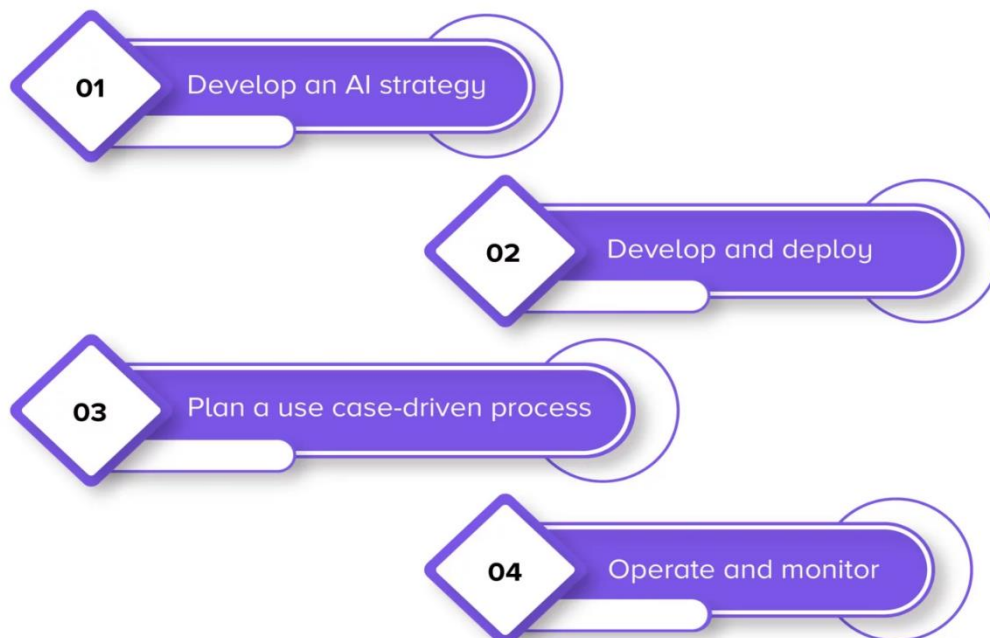 01
Develop an AI strategy
02
Develop and deploy
03
Plan a use case-driven process
04
Operate and monitor